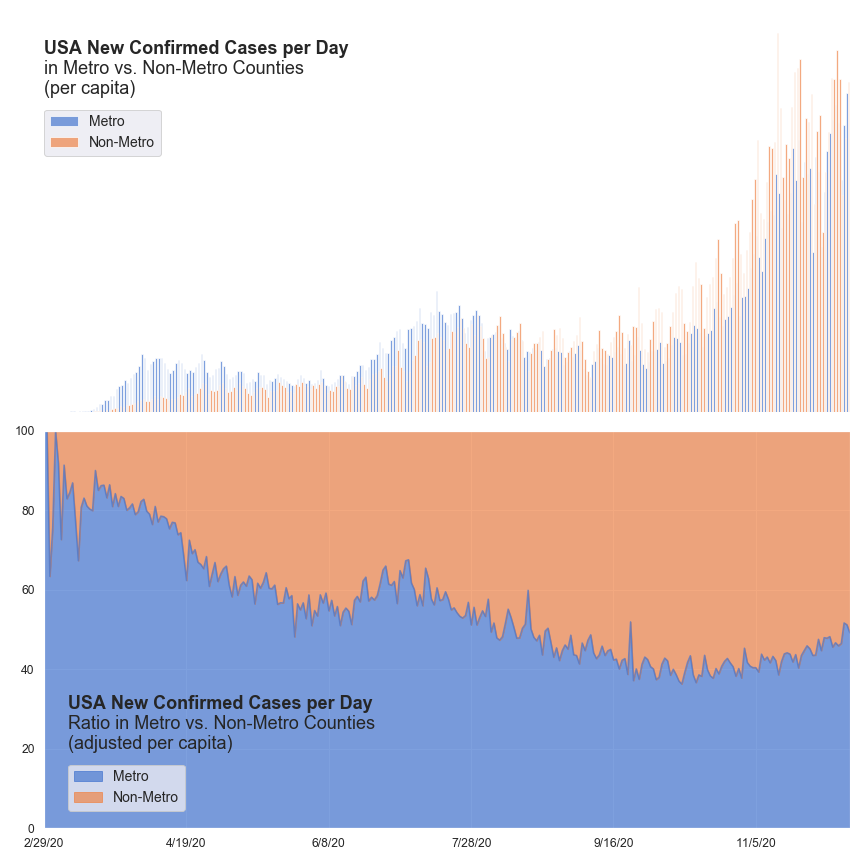 USA New Confirmed Cases per Day
in Metro vs. Non-Metro Counties
(per capita)
Metro
Non-Metro
100
80
60
40
20
0
USA New Confirmed Cases per Day
Ratio in Metro vs. Non-Metro Counties
(adjusted per capita)
Metro
Non-Metro
2/29/20 4/19/20 6/8/20 7/28/20 9/16/20 11/5/20